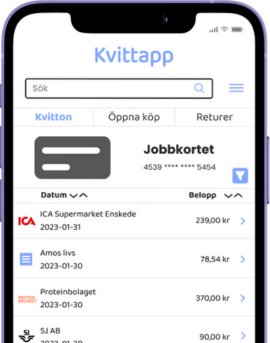 Kvittapp
Sök
Kvitton Öppna köp Returer
Jobbkortet
4539 **** **** 5454
Datum Belopp
ICA ICA Supermarket Enskede 239,00 kr
2023-01-31
Amos livs 78,54 kr
2023-01-30
PROTEIN BOLAGET Proteinbolaget 370,00 kr
2023-01-30
SJ SJ AB 90,00 kr
2023-01-30